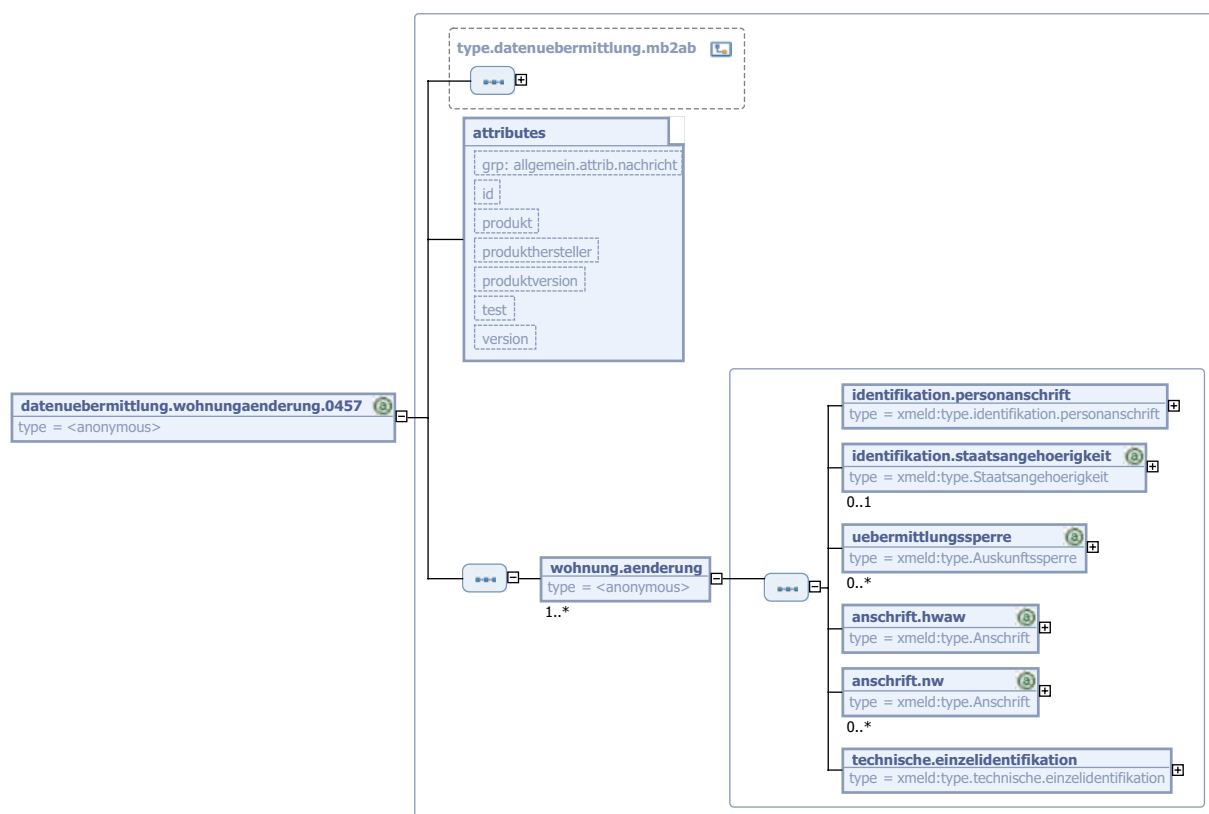 type.datenuebermittlung.mb2ab
attributes
grp: allgemein.attrib.nachricht
id
produkt
produkthersteller
produktversion
test
version
datenuebermittlung.wohnungaenderung.0457
type = <anonymous>
wohnung.aenderung
type = <anonymous>
1..*
identifikation.personanschrift
type = xmeld:type.identifikation.personanschrift
identifikation.staatsangehoerigkeit
type = xmeld:type.Staatsangehoerigkeit
0..1
uebermittlungssperre
type = xmeld:type.Auskunftssperre
0..*
anschrift.hwaw
type = xmeld:type.Anschrift
anschrift.nw
type = xmeld:type.Anschrift
0..*
technische.einzelidentifikation
type = xmeld:type.technische.einzelidentifikation